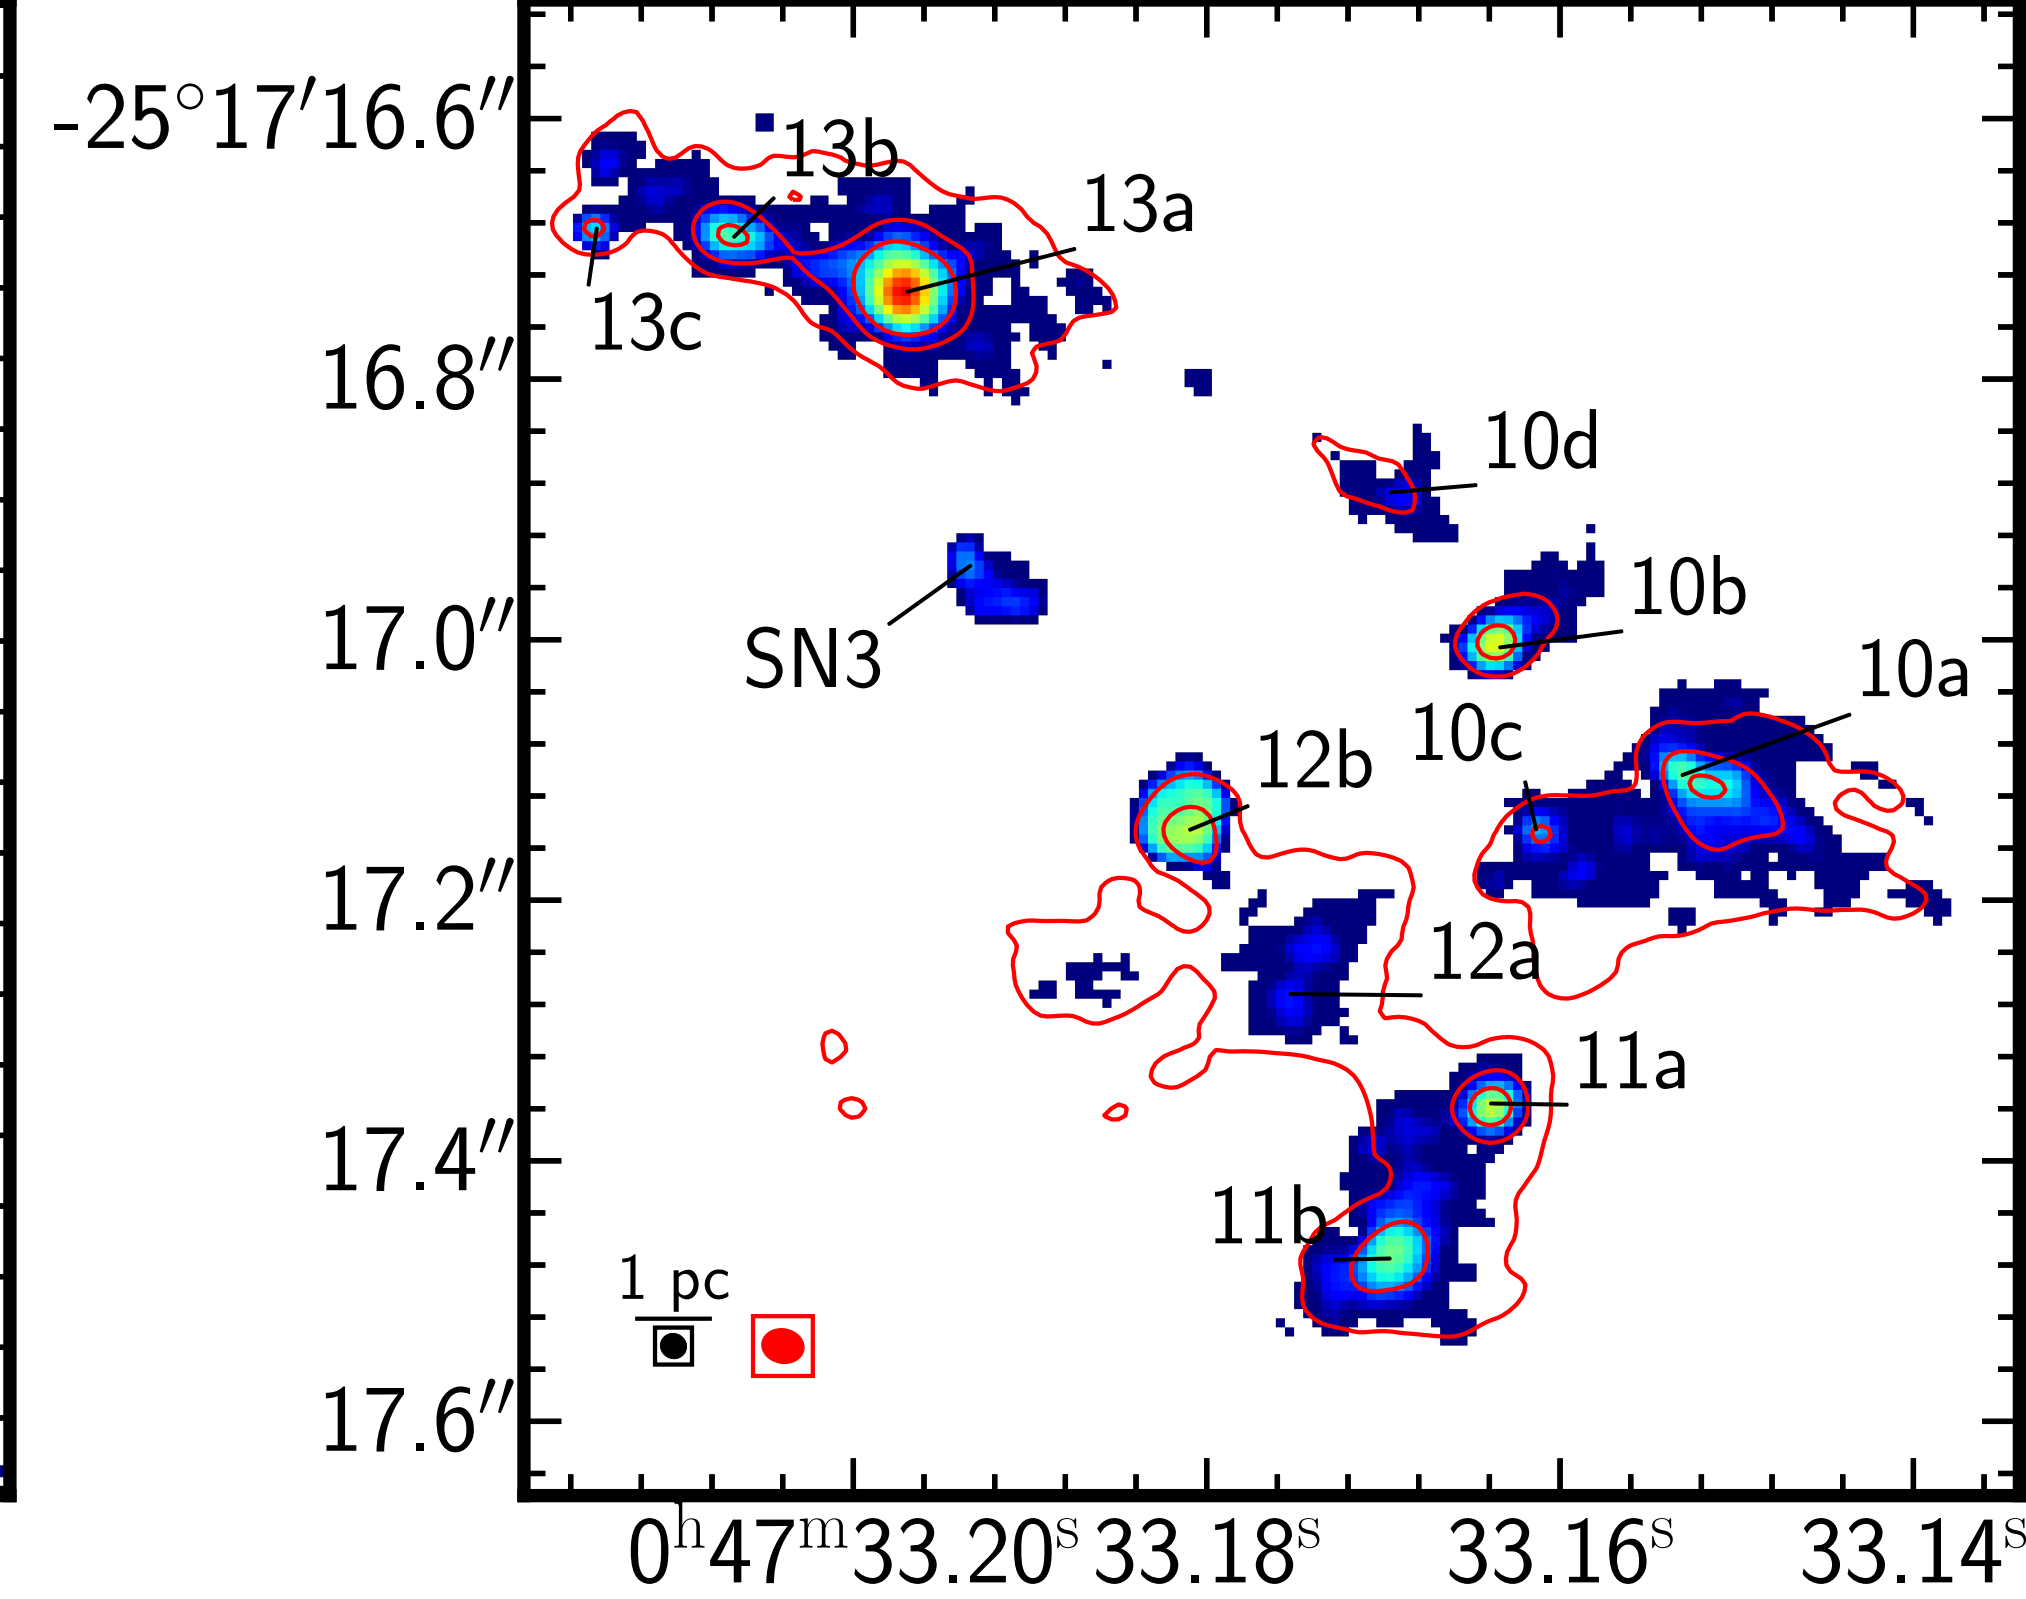 -25°17′16.6″
13b
13a
13c
16.8″
10d
10b
17.0″
SN3
10a
10c
12b
17.2″
12a
11a
17.4″
11b
1 pc
17.6″
0ʰ47ᵐ33.20ˢ 33.18ˢ 33.16ˢ 33.14ˢ